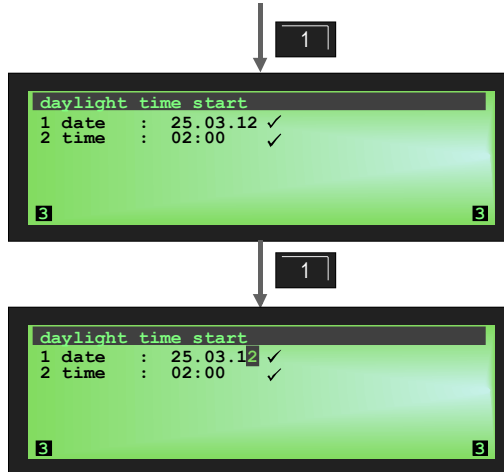 1
daylight time start
1 date : 25.03.12 ✓
2 time : 02:00 ✓
3 3
1
daylight time start
1 date : 25.03.12 ✓
2 time : 02:00 ✓
3 3